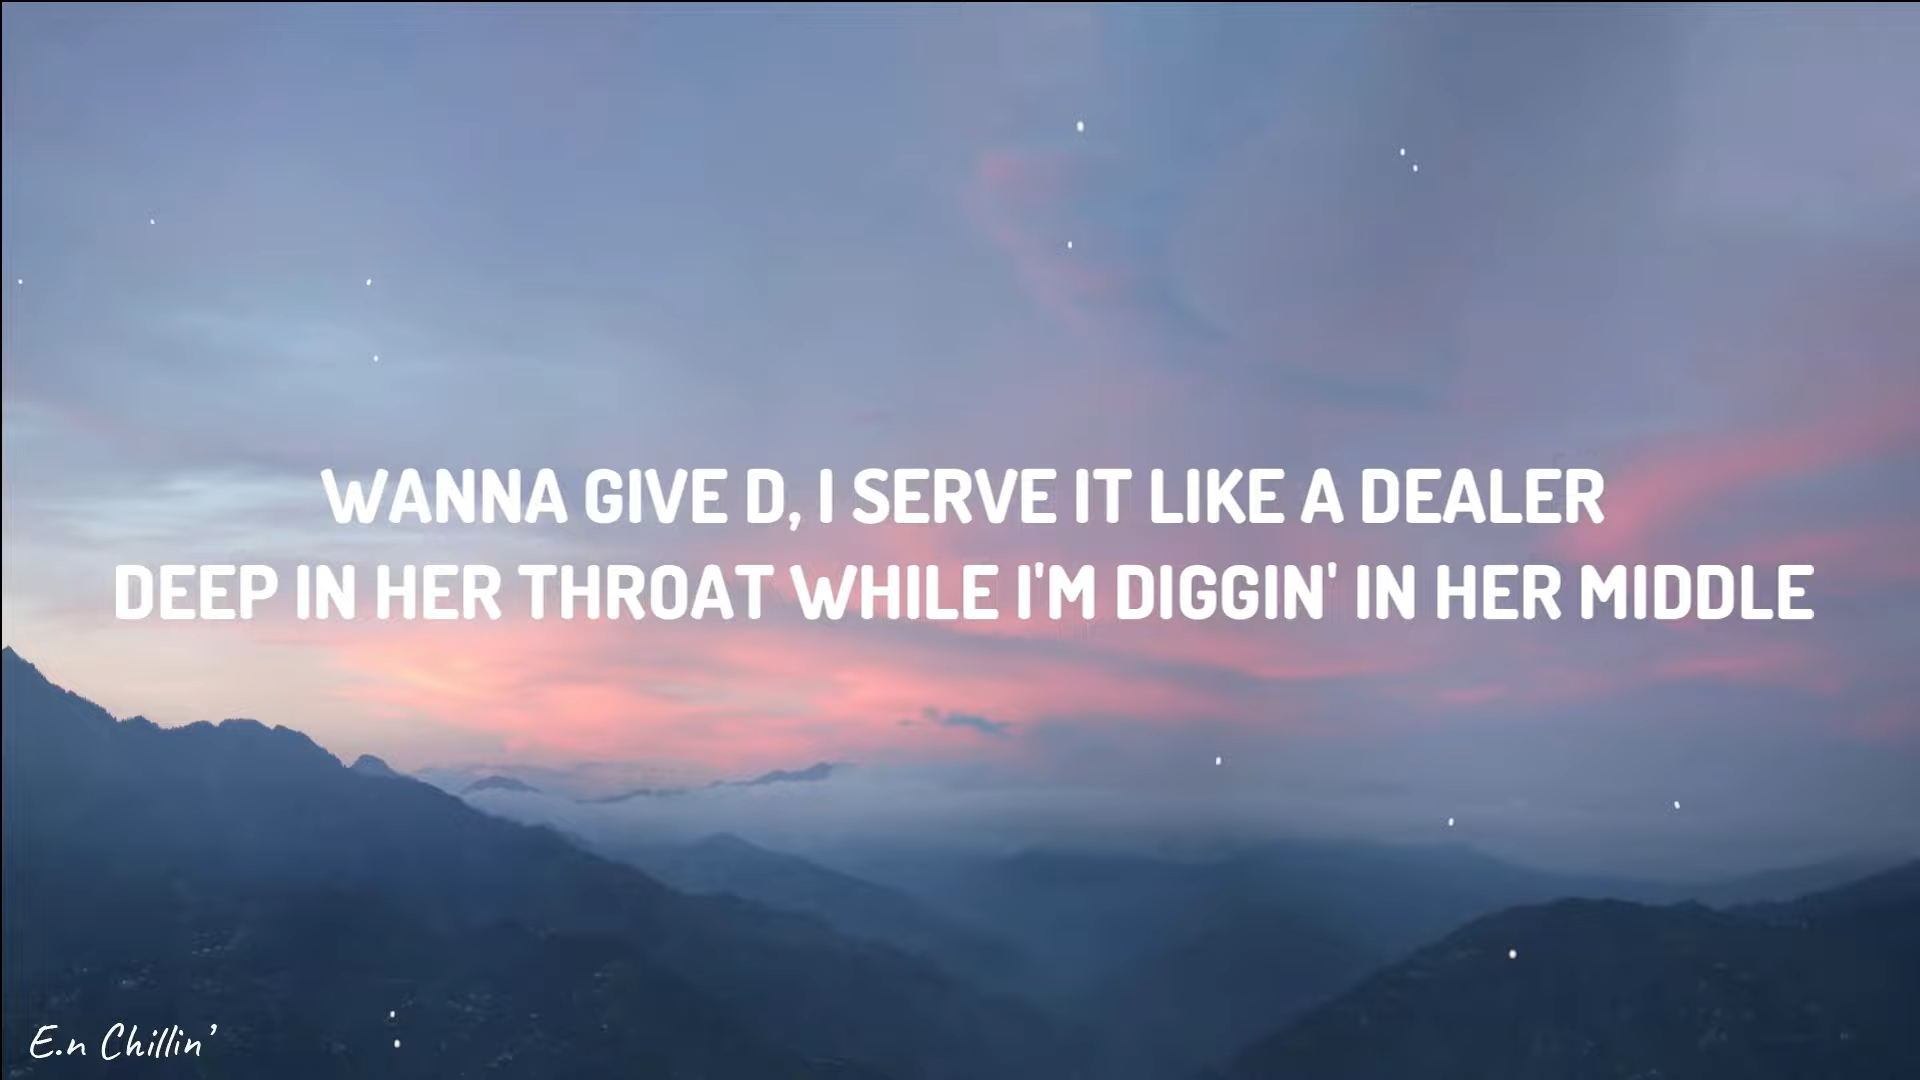 WANNA GIVE D, I SERVE IT LIKE A DEALER
DEEP IN HER THROAT WHILE I'M DIGGIN' IN HER MIDDLE
E.n Chillin'